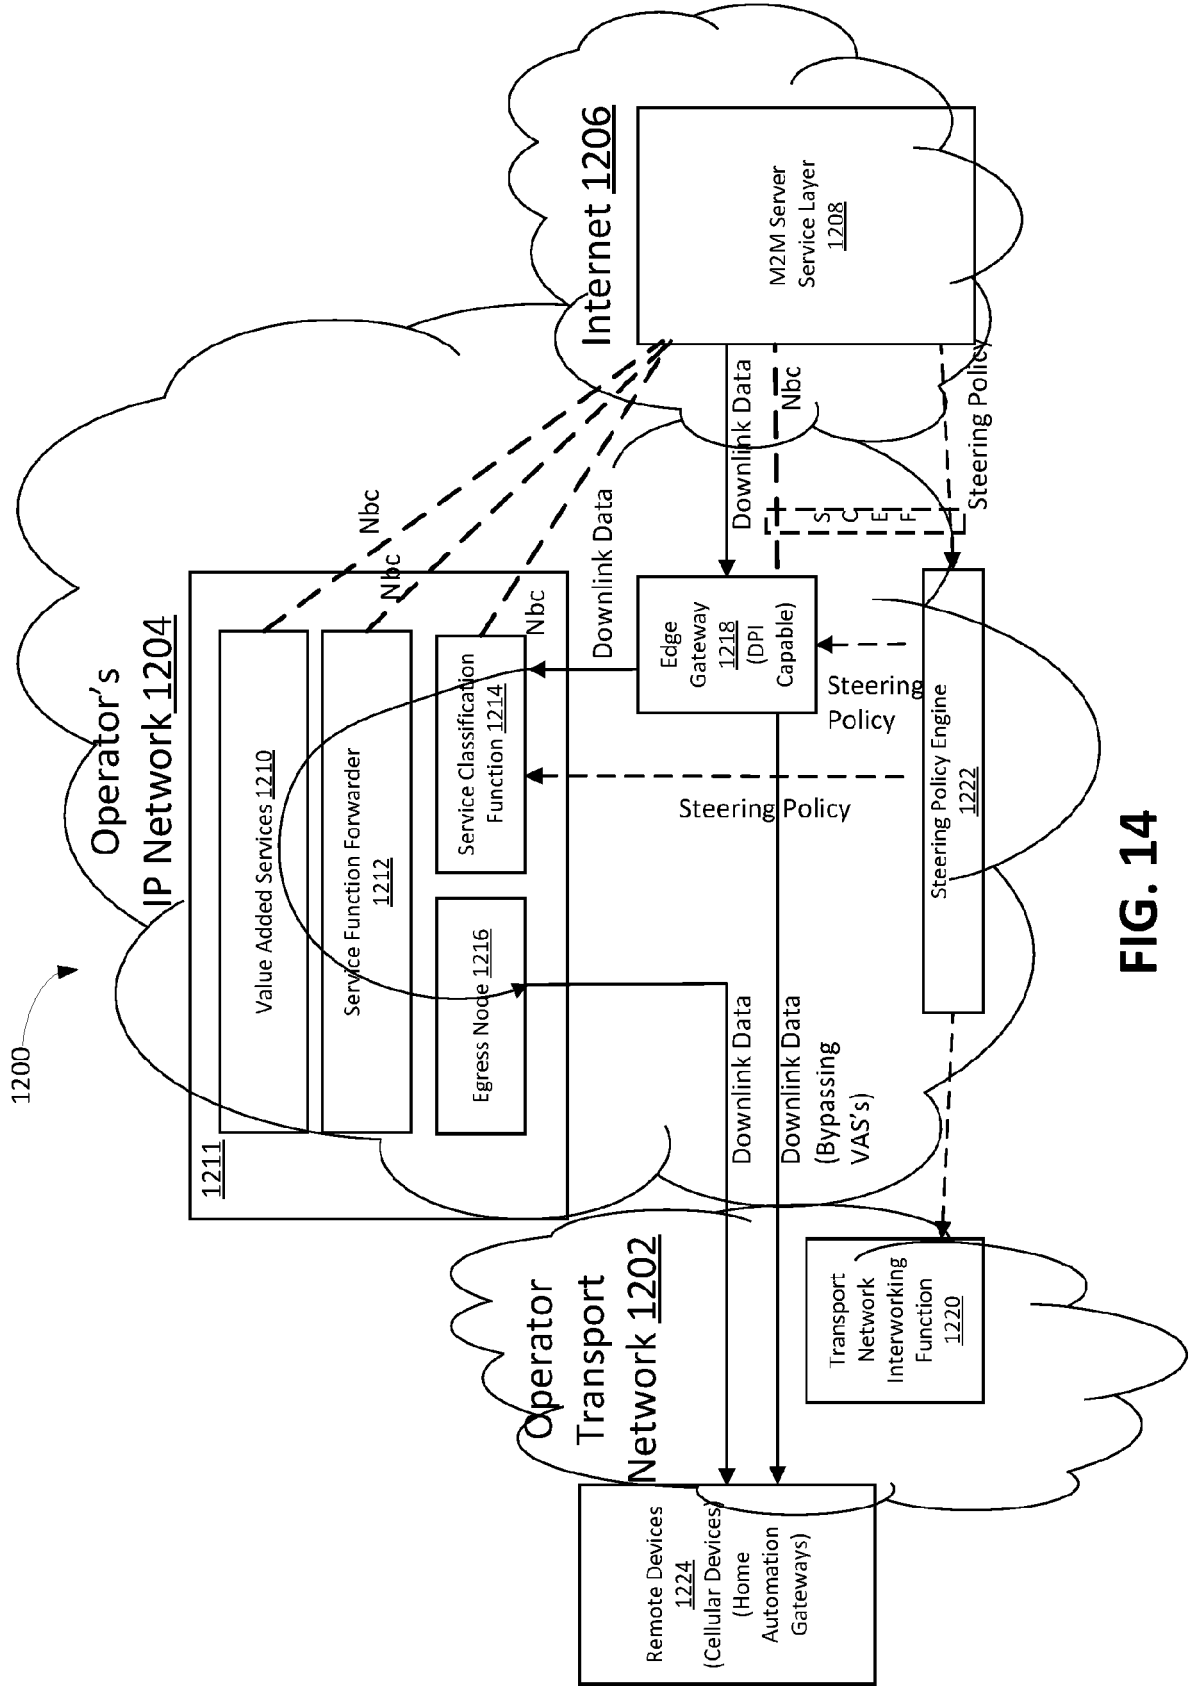 1200
Operator's
IP Network 1204
Internet 1206
1211
Value Added Services 1210
Service Function Forwarder
1212
Egress Node 1216
Service Classification
Function 1214
Nbc
Nbc
Nbc
Operator
Transport
Network 1202
Remote Devices
1224
(Cellular Devices)
(Home
Automation
Gateways)
Downlink Data
Downlink Data
(Bypassing
VAS's)
Steering Policy
Downlink Data
Edge
Gateway
1218
(DPI
Capable)
Downlink Data
Nbc
M2M Server
Service Layer
1208
S C E F
Steering
Policy
Steering Policy
Transport
Network
Interworking
Function
1220
Steering Policy Engine
1222
FIG. 14